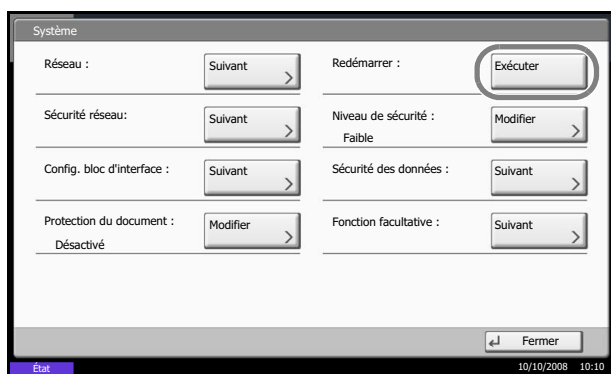 Système
Réseau :
Suivant
Redémarrer :
Exécuter
Sécurité réseau:
Suivant
Niveau de sécurité :
Faible
Modifier
Config. bloc d'interface :
Suivant
Sécurité des données :
Suivant
Protection du document :
Désactivé
Modifier
Fonction facultative :
Suivant
Fermer
État
10/10/2008 10:10